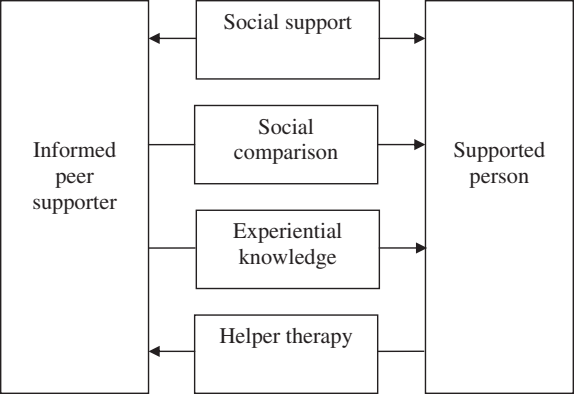 Informed
peer
supporter
Social support
Social
comparison
Experiential
knowledge
Helper therapy
Supported
person